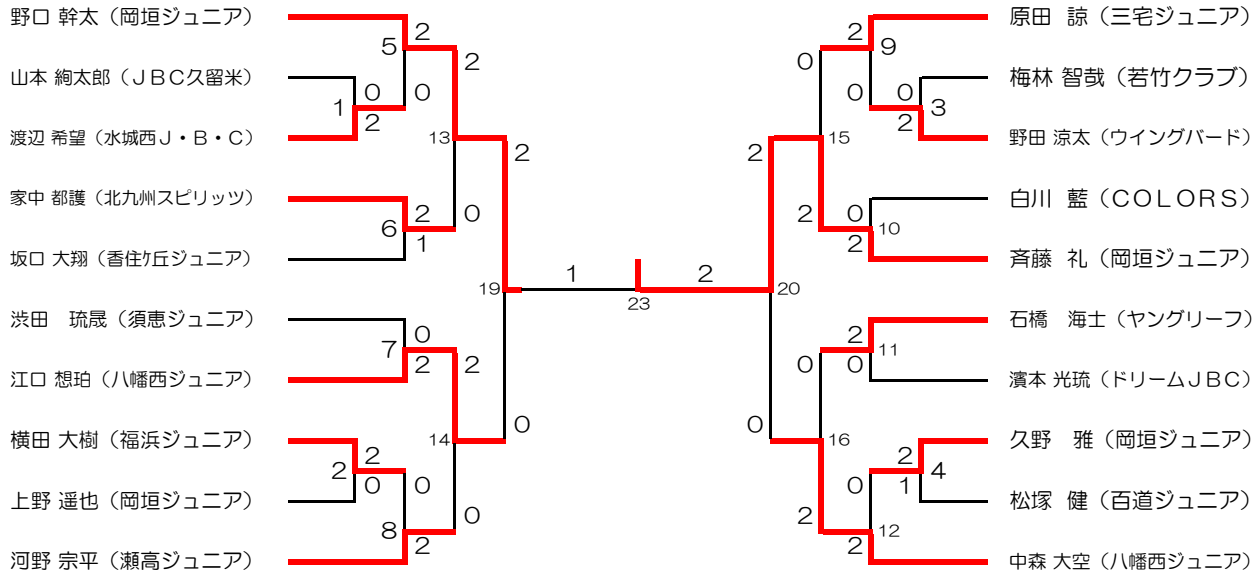 野口 幹太（岡垣ジュニア）
山本 絢太郎（ＪＢＣ久留米）
渡辺 希望（水城西Ｊ・Ｂ・Ｃ）
家中 都護（北九州スピリッツ）
坂口 大翔（香住ｹ丘ジュニア）
渋田　琉晟（須恵ジュニア）
江口 想珀（八幡西ジュニア）
横田 大樹（福浜ジュニア）
上野 遥也（岡垣ジュニア）
河野 宗平（瀬高ジュニア）
5
2
0
1
0
2
2
13
6
2
1
0
2
7
0
2
2
14
2
2
0
0
8
2
0
0
19
1
23
2
20
2
0
15
0
2
9
0
0
2
3
2
0
2
10
0
2
0
11
16
2
0
2
1
4
2
12
原田　諒（三宅ジュニア）
梅林 智哉（若竹クラブ）
野田 涼太（ウイングバード）
白川　藍（ＣＯＬＯＲＳ）
斉藤　礼（岡垣ジュニア）
石橋　海士（ヤングリーフ）
濱本 光琉（ドリームＪＢＣ）
久野　雅（岡垣ジュニア）
松塚　健（百道ジュニア）
中森 大空（八幡西ジュニア）